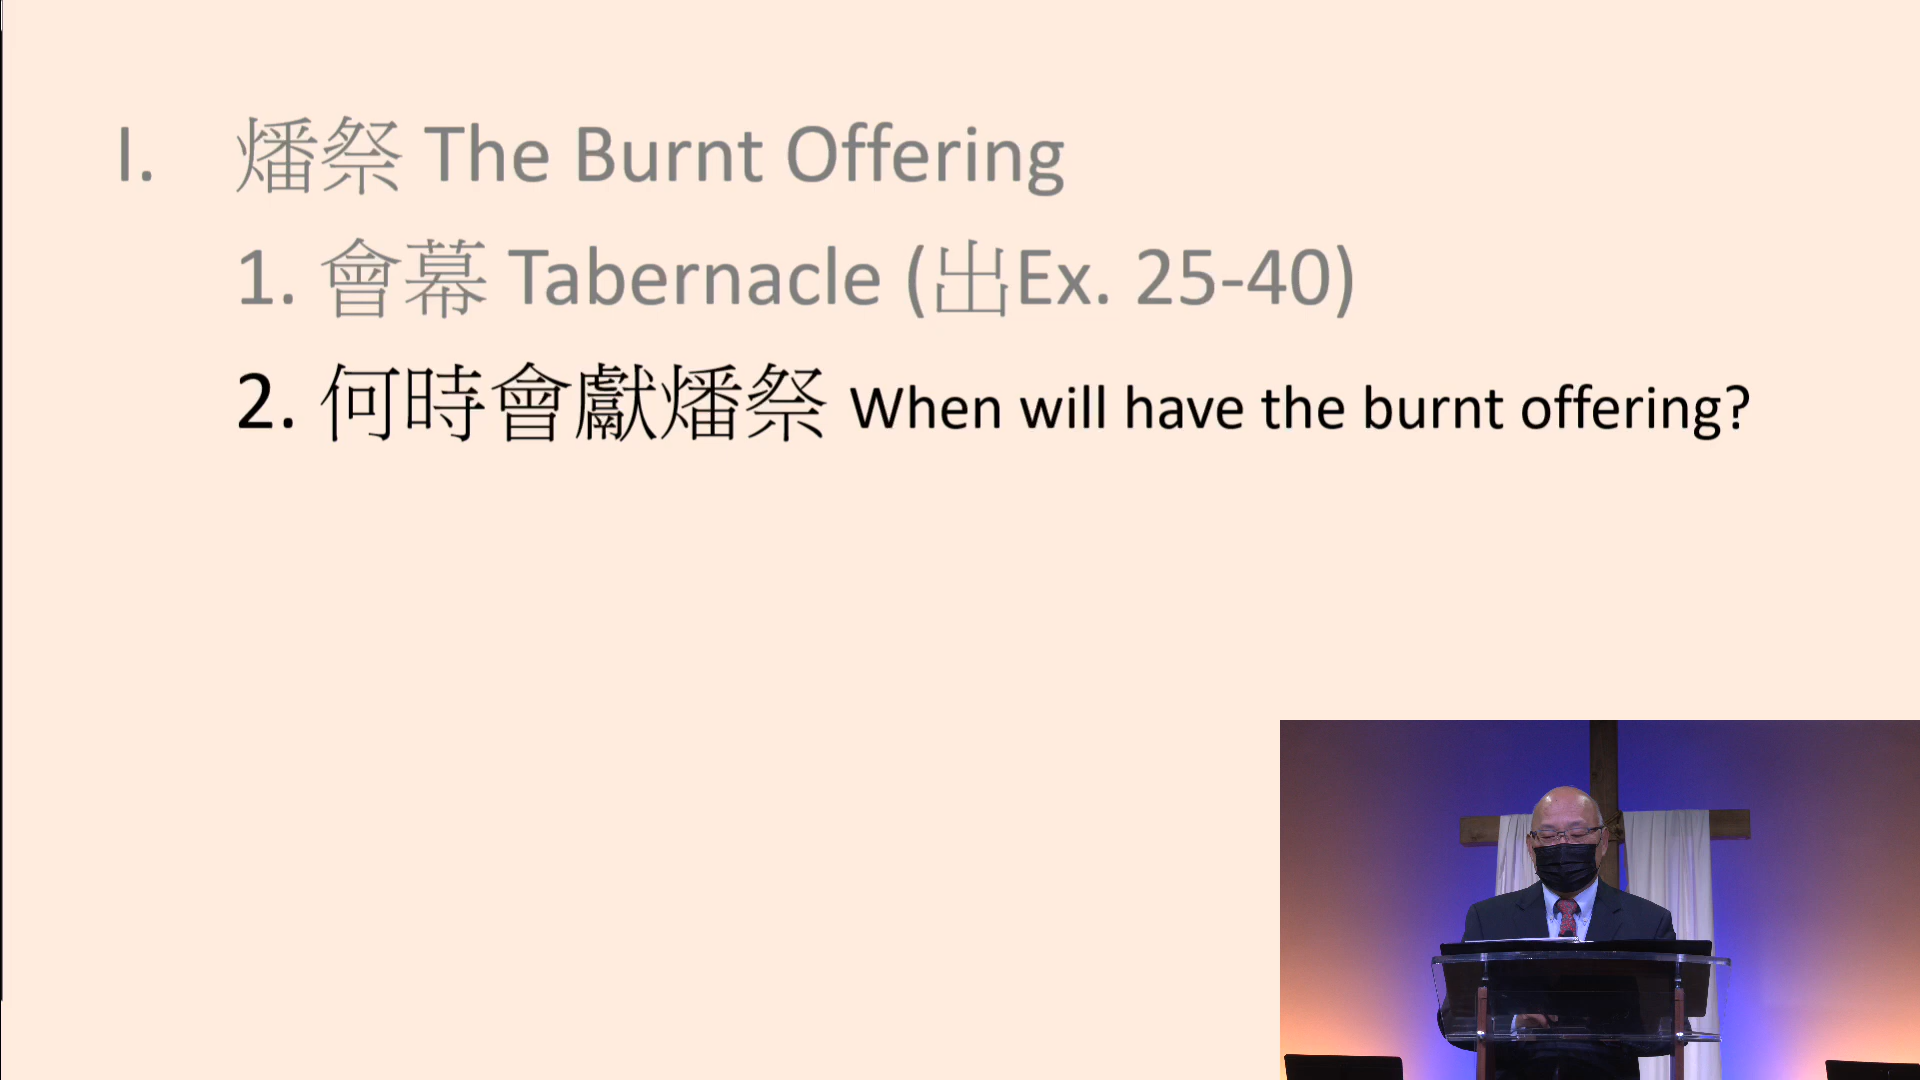 I. 燔祭 The Burnt Offering
1. 會幕 Tabernacle (出Ex. 25-40)
2. 何時會獻燔祭 When will have the burnt offering?